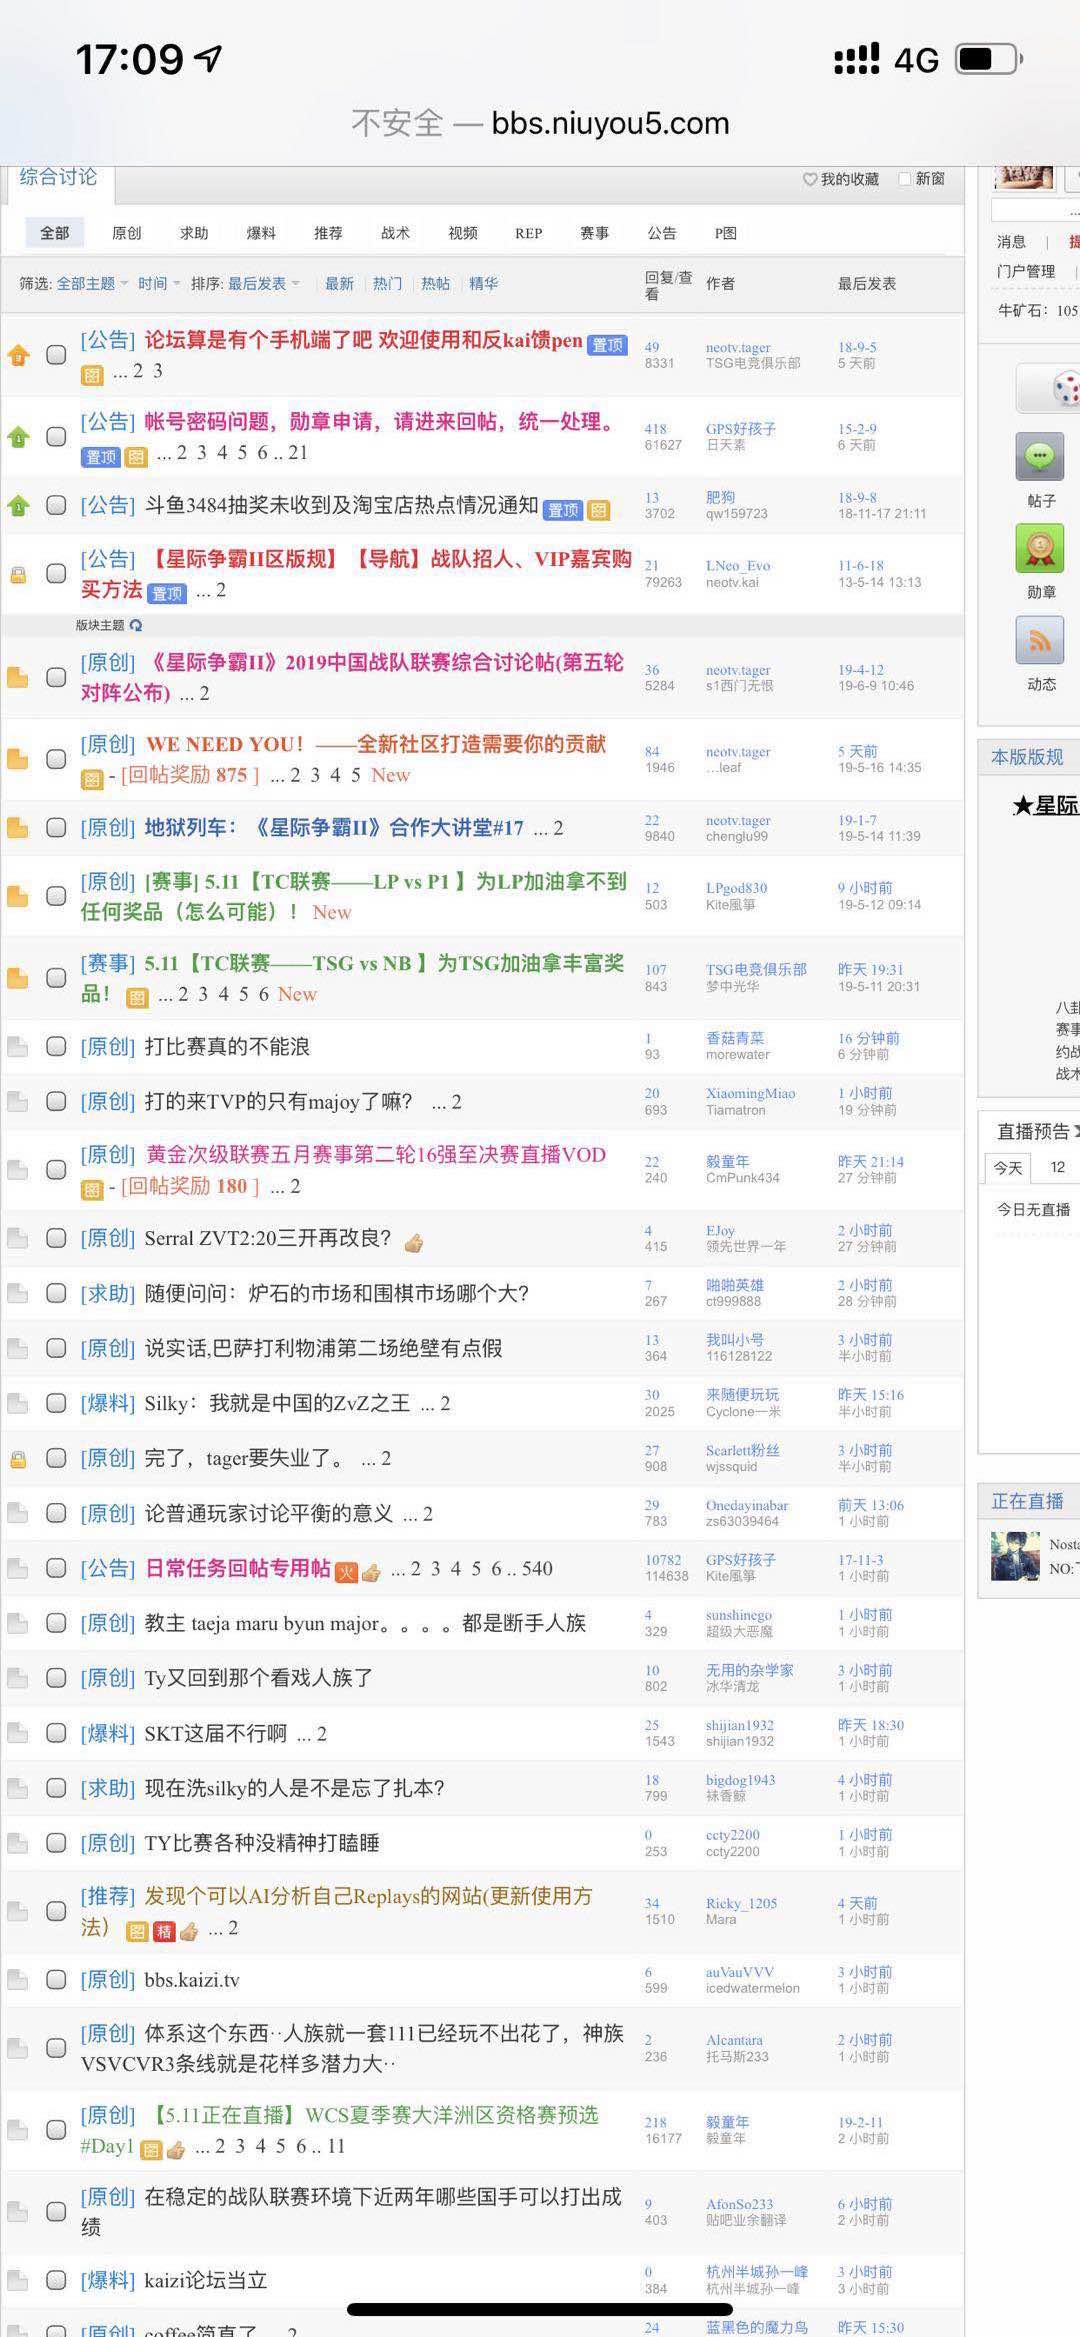 17:09
4G
不安全 — bbs.niuyou5.com
综合讨论
我的收藏 新窗
全部 原创 求助 爆料 推荐 战术 视频 REP 赛事 公告 P图
筛选: 全部主题 时间 排序: 最后发表 最新 热门 热帖 精华
回复/查看 作者 最后发表
[公告] 论坛算是有个手机端了吧 欢迎使用和反kai馈pen 置顶
图 ... 2 3
49 neotv.tager 18-9-5
8331 TSG电竞俱乐部 5 天前
[公告] 帐号密码问题，勋章申请，请进来回帖，统一处理。
置顶 图 ... 2 3 4 5 6 .. 21
418 GPS好孩子 15-2-9
61627 日天素 6 天前
[公告] 斗鱼3484抽奖未收到及淘宝店热点情况通知 置顶 图
13 肥狗 18-9-8
3702 qw159723 18-11-17 21:11
[公告] 【星际争霸II区版规】【导航】战队招人、VIP嘉宾购
买方法 置顶 ... 2
21 LNeo_Evo 11-6-18
79263 neotv.kai 13-5-14 13:13
版块主题
[原创] 《星际争霸II》2019中国战队联赛综合讨论帖(第五轮
对阵公布) ... 2
36 neotv.tager 19-4-12
5284 s1西门无恨 19-6-9 10:46
[原创] WE NEED YOU！——全新社区打造需要你的贡献
图 - [回帖奖励 875 ] ... 2 3 4 5 New
84 neotv.tager 5 天前
1946 ...leaf 19-5-16 14:35
[原创] 地狱列车：《星际争霸II》合作大讲堂#17 ... 2
22 neotv.tager 19-1-7
9840 chenglu99 19-5-14 11:39
[原创] [赛事] 5.11【TC联赛——LP vs P1 】为LP加油拿不到
任何奖品（怎么可能）！ New
12 LPgod830 9 小时前
503 Kite風箏 19-5-12 09:14
[赛事] 5.11【TC联赛——TSG vs NB 】为TSG加油拿丰富奖
品！ 图 ... 2 3 4 5 6 New
107 TSG电竞俱乐部 昨天 19:31
843 梦中光华 19-5-11 20:31
[原创] 打比赛真的不能浪
1 香菇青菜 16 分钟前
93 morewater 6 分钟前
[原创] 打的来TVP的只有majoy了嘛？ ... 2
20 XiaomingMiao 1 小时前
693 Tiamatron 19 分钟前
[原创] 黄金次级联赛五月赛事第二轮16强至决赛直播VOD
图 - [回帖奖励 180 ] ... 2
22 毅童年 昨天 21:14
240 CmPunk434 27 分钟前
[原创] Serral ZVT2:20三开再改良？
4 EJoy 2 小时前
415 领先世界一年 27 分钟前
[求助] 随便问问：炉石的市场和围棋市场哪个大？
7 啪啪英雄 2 小时前
267 ct999888 28 分钟前
[原创] 说实话,巴萨打利物浦第二场绝壁有点假
13 我叫小号 3 小时前
364 116128122 半小时前
[爆料] Silky：我就是中国的ZvZ之王 ... 2
30 来随便玩玩 昨天 15:16
2025 Cyclone一米 半小时前
[原创] 完了，tager要失业了。 ... 2
27 Scarlett粉丝 3 小时前
908 wjssquid 半小时前
[原创] 论普通玩家讨论平衡的意义 ... 2
29 Onedayinabar 前天 13:06
783 zs63039464 1 小时前
[公告] 日常任务回帖专用帖 火 ... 2 3 4 5 6 .. 540
10782 GPS好孩子 17-11-3
114638 Kite風箏 1 小时前
[原创] 教主 taeja maru byun major。。。。都是断手人族
4 sunshinego 1 小时前
329 超级大恶魔 1 小时前
[原创] Ty又回到那个看戏人族了
10 无用的杂学家 3 小时前
802 冰华清龙 1 小时前
[爆料] SKT这届不行啊 ... 2
25 shijian1932 昨天 18:30
1543 shijian1932 1 小时前
[求助] 现在洗silky的人是不是忘了扎本？
18 bigdog1943 4 小时前
799 袜香鲸 1 小时前
[原创] TY比赛各种没精神打瞌睡
0 ccty2200 1 小时前
253 ccty2200 1 小时前
[推荐] 发现个可以AI分析自己Replays的网站(更新使用方
法） 图 精 ... 2
34 Ricky_1205 4 天前
1510 Mara 1 小时前
[原创] bbs.kaizi.tv
6 auVauVVV 3 小时前
599 icedwatermelon 1 小时前
[原创] 体系这个东西··人族就一套111已经玩不出花了，神族
VSVCVR3条线就是花样多潜力大··
2 Alcantara 2 小时前
236 托马斯233 1 小时前
[原创] 【5.11正在直播】WCS夏季赛大洋洲区资格赛预选
#Day1 图 ... 2 3 4 5 6 .. 11
218 毅童年 19-2-11
16177 毅童年 2 小时前
[原创] 在稳定的战队联赛环境下近两年哪些国手可以打出成
绩
9 AfonSo233 6 小时前
403 贴吧业余翻译 2 小时前
[爆料] kaizi论坛当立
0 杭州半城孙一峰 3 小时前
384 杭州半城孙一峰 3 小时前
[原创] coffee简直了 ... 2
24 蓝黑色的魔力鸟 昨天 15:30
...
消息 | 提
门户管理 |
牛矿石: 105
帖子
勋章
动态
本版版规
★星际
八卦
赛事
约战
战术
直播预告
今天 12
今日无直播
正在直播
Nosta
NO: